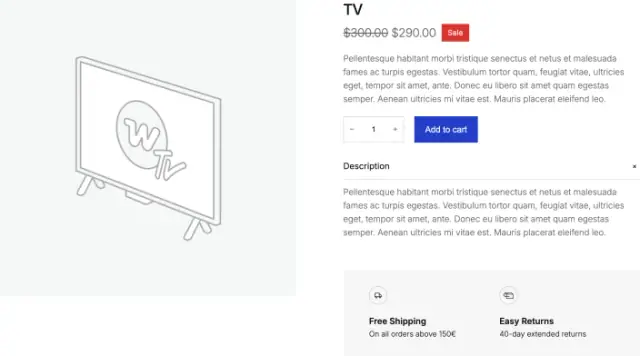 TV
$300.00 $290.00 Sale
Pellentesque habitant morbi tristique senectus et netus et malesuada
fames ac turpis egestas. Vestibulum tortor quam, feugiat vitae, ultricies
eget, tempor sit amet, ante. Donec eu libero sit amet quam egestas
semper. Aenean ultricies mi vitae est. Mauris placerat eleifend leo.
- 1 +
Add to cart
W
TV
Description
×
Pellentesque habitant morbi tristique senectus et netus et malesuada
fames ac turpis egestas. Vestibulum tortor quam, feugiat vitae, ultricies
eget, tempor sit amet, ante. Donec eu libero sit amet quam egestas
semper. Aenean ultricies mi vitae est. Mauris placerat eleifend leo.
Free Shipping
On all orders above 150€
Easy Returns
40-day extended returns